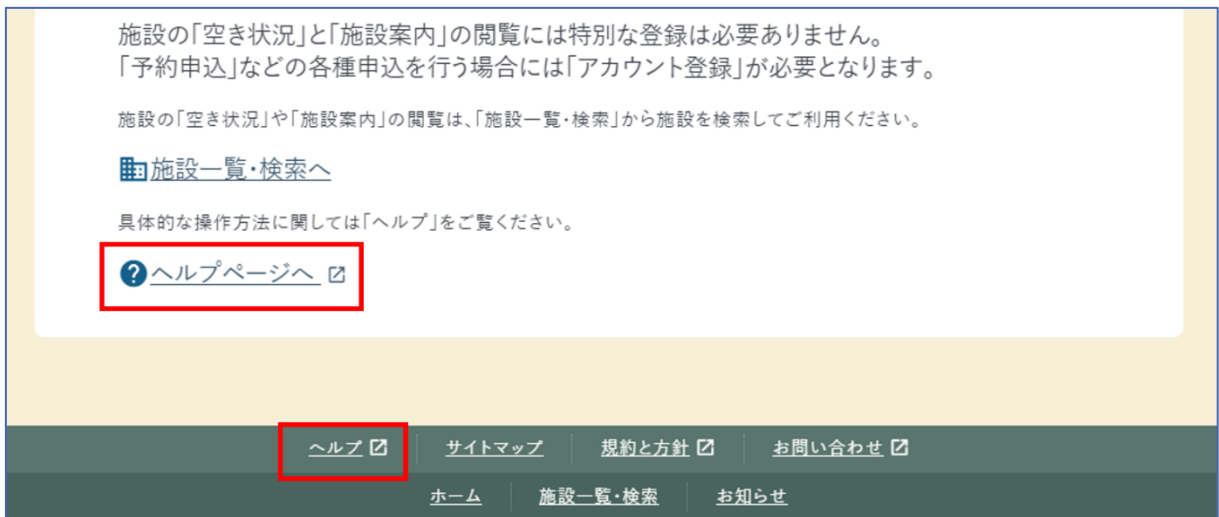 施設の「空き状況」と「施設案内」の閲覧には特別な登録は必要ありません。
「予約申込」などの各種申込を行う場合には「アカウント登録」が必要となります。
施設の「空き状況」や「施設案内」の閲覧は、「施設一覧・検索」から施設を検索してご利用ください。
施設一覧・検索へ
具体的な操作方法に関しては「ヘルプ」をご覧ください。
?ヘルプページへ
ヘルプ サイトマップ 規約と方針 お問い合わせ
ホーム 施設一覧・検索 お知らせ